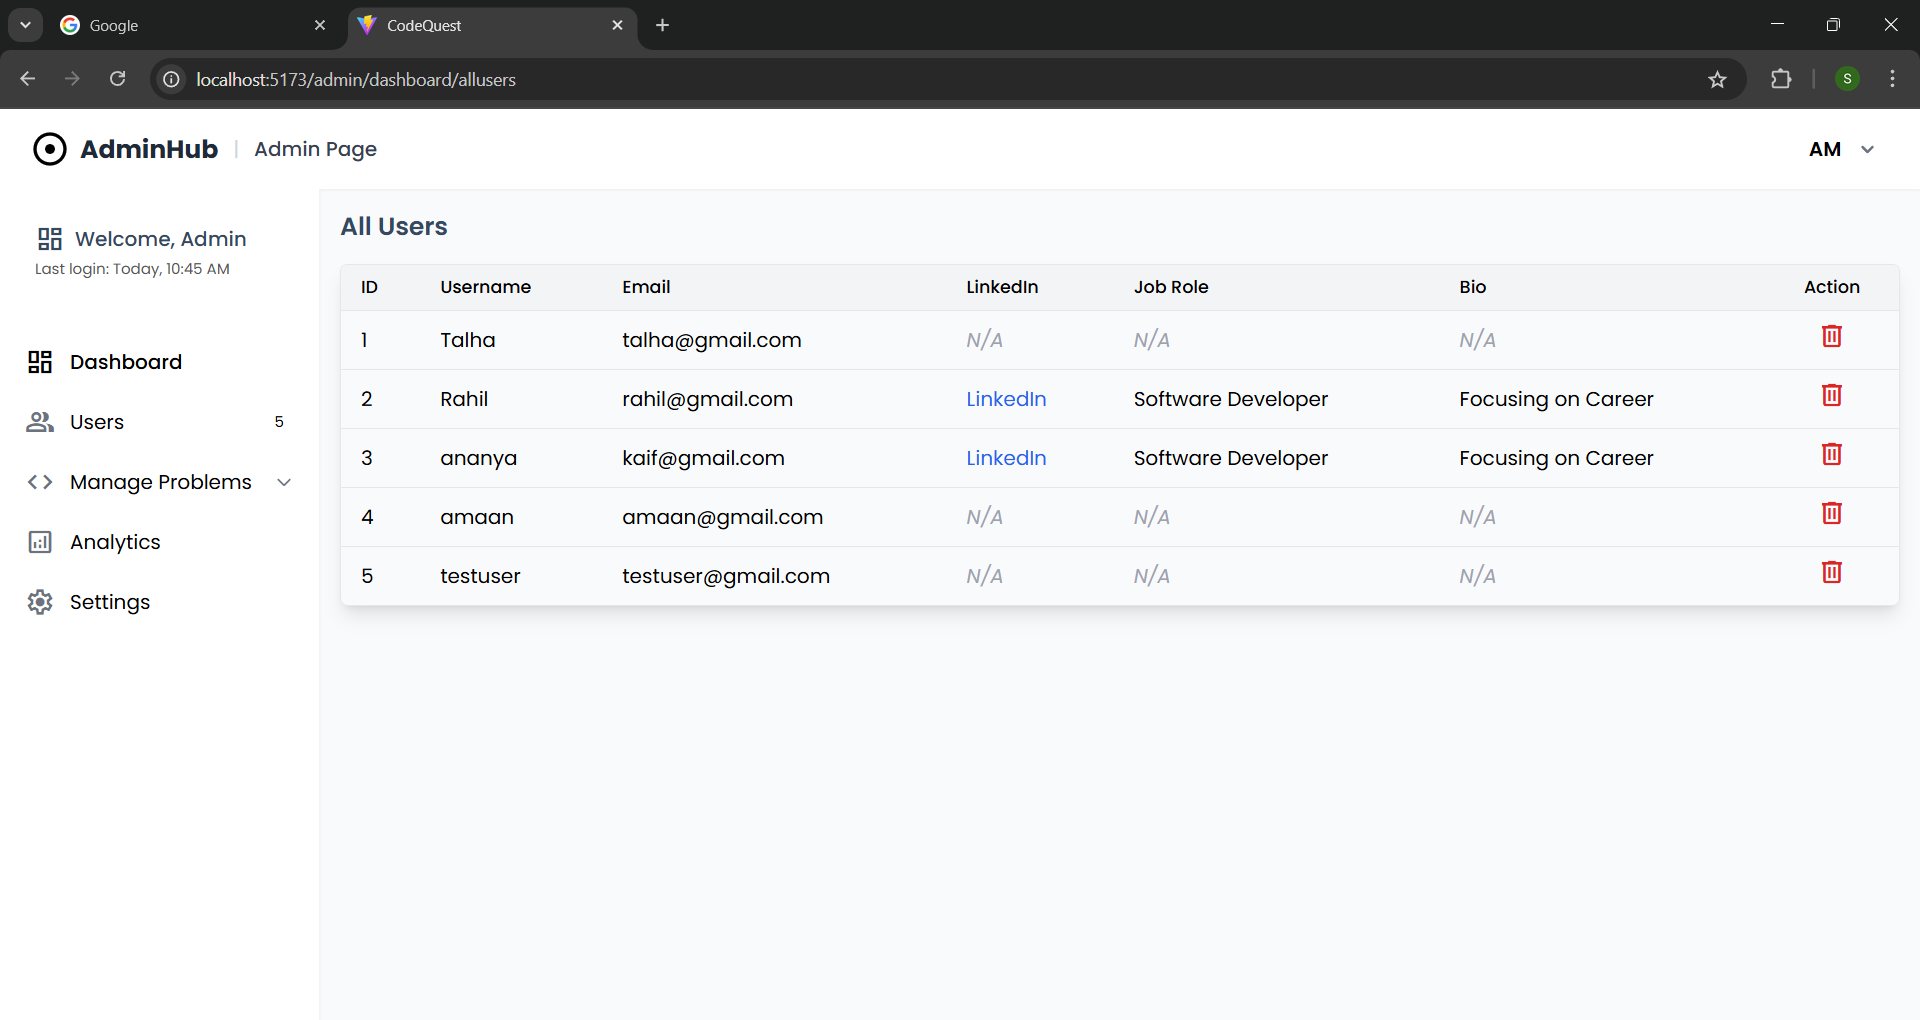 Google
CodeQuest
localhost:5173/admin/dashboard/allusers
S
AdminHub | Admin Page
AM
Welcome, Admin
Last login: Today, 10:45 AM
Dashboard
Users 5
Manage Problems
Analytics
Settings
All Users
ID Username Email LinkedIn Job Role Bio Action
1 Talha talha@gmail.com N/A N/A N/A
2 Rahil rahil@gmail.com LinkedIn Software Developer Focusing on Career
3 ananya kaif@gmail.com LinkedIn Software Developer Focusing on Career
4 amaan amaan@gmail.com N/A N/A N/A
5 testuser testuser@gmail.com N/A N/A N/A